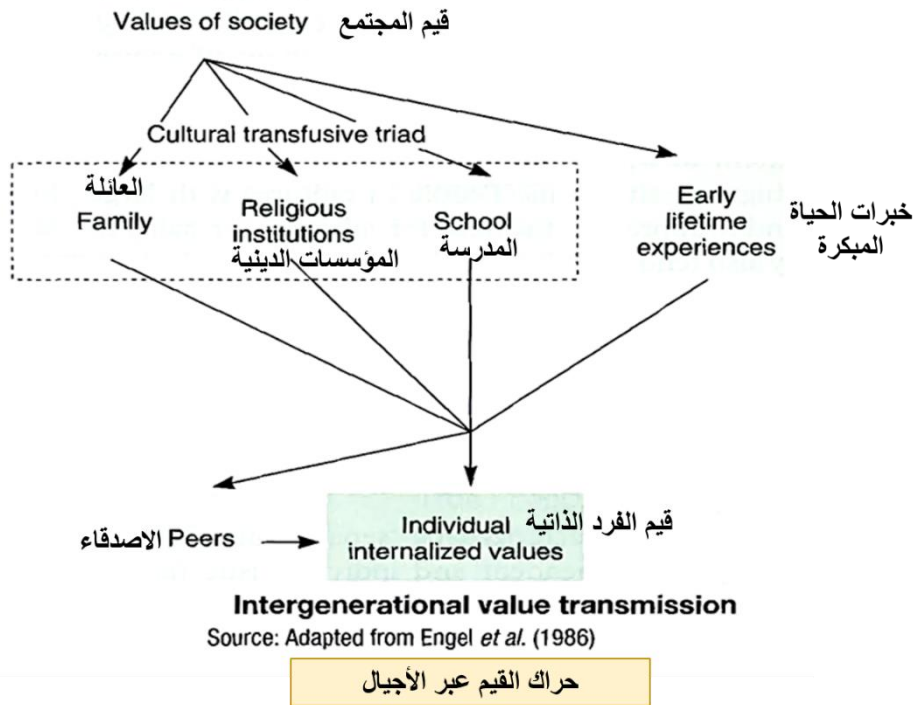 Values of society قيم المجتمع
Cultural transfusive triad
العائلة
Family
Religious
institutions
المؤسسات الدينية
School
المدرسة
Early
lifetime
experiences
خبرات الحياة
المبكرة
الاصدقاء Peers
Individual
internalized values
قيم الفرد الذاتية
Intergenerational value transmission
Source: Adapted from Engel et al. (1986)
حراك القيم عبر الأجيال